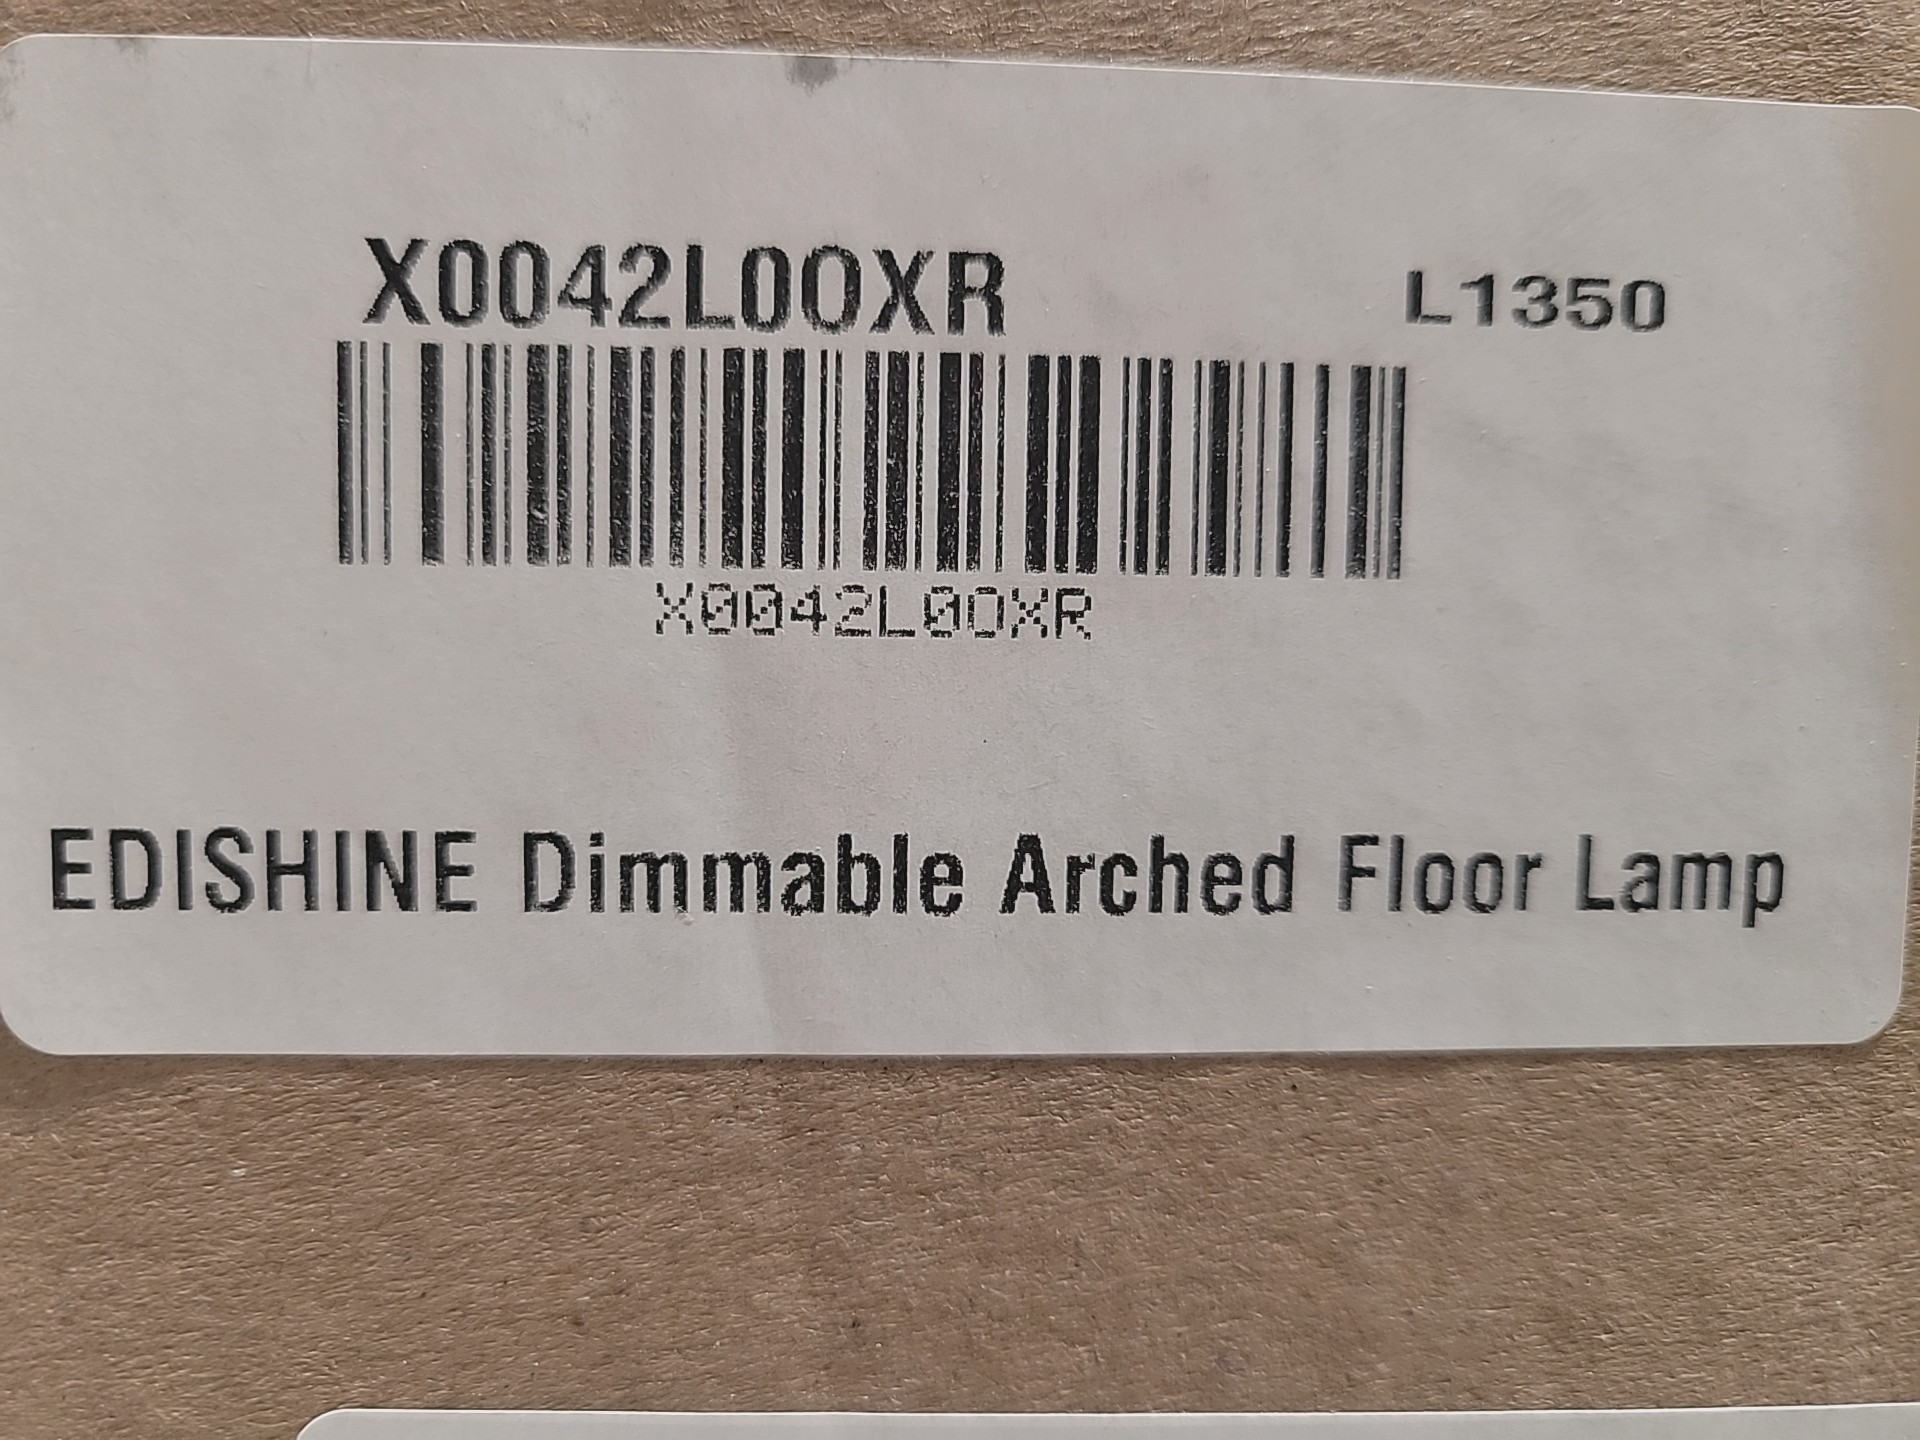 X0042L0OXR L1350
X0042L0OXR
EDISHINE Dimmable Arched Floor Lamp